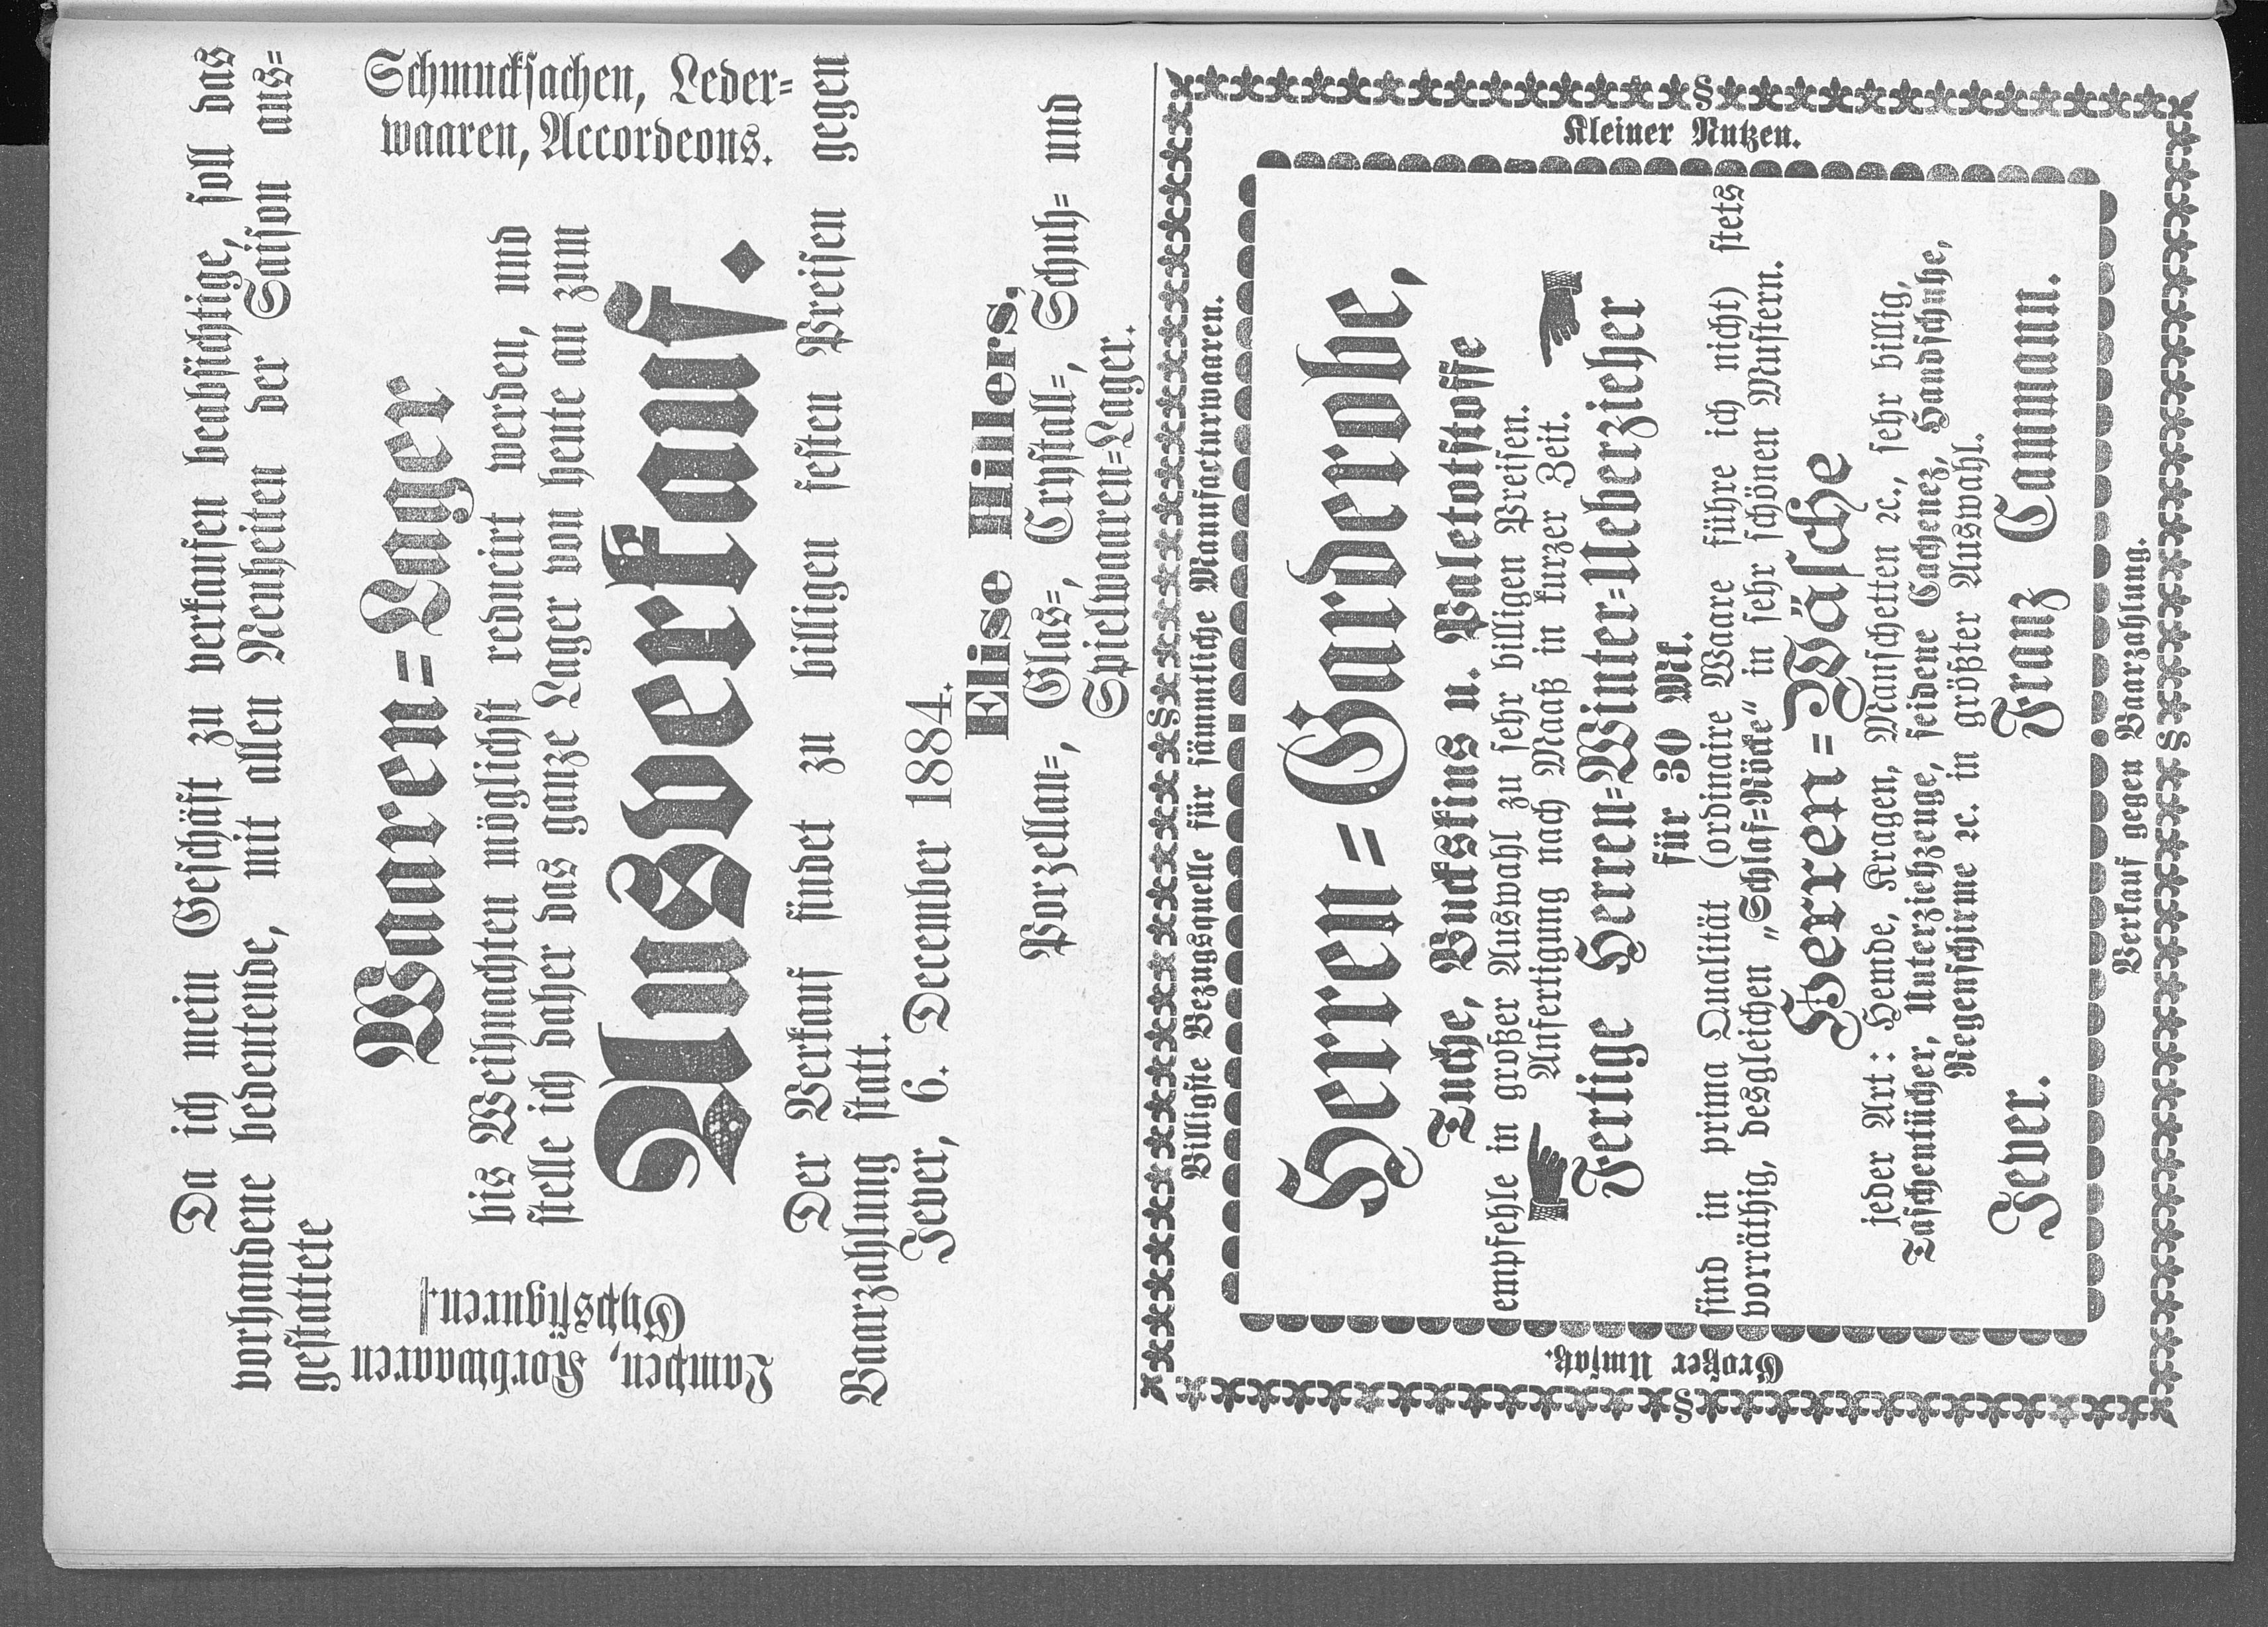 Da ich mein Geschäft zu verkaufen beabsichtige, soll das
vorhandene bedeutende, mit allen Neuheiten der Saison aus-
gestattete
Lampen, Korbwaaren
Gypsfiguren.
Waaren-Lager
bis Weihnachten möglichst reducirt werden, und
stelle ich daher das ganze Lager von heute an zum
Ausverkauf.
Schmucksachen, Leder-
waaren, Accordeons.
Der Verkauf findet zu billigen festen Preisen gegen
Baarzahlung statt.
Jever, 6. December 1884.
Elise Hillers,
Porzellan-, Glas-, Crystall-, Schuh- und
Spielwaaren-Lager.
Billigste Bezugsquelle für sämmtliche Manufacturwaaren.
Großer Umsatz.
Kleiner Nutzen.
Herren-Garderobe,
Tuche, Buckskins u. Paletotstoffe
empfehle in großer Auswahl zu sehr billigen Preisen.
Anfertigung nach Maaß in kurzer Zeit.
Fertige Herren-Winter-Ueberzieher
für 30 Mk.
sind in prima Qualität (ordinaire Waare führe ich nicht) stets
vorräthig, desgleichen „Schlaf-Röcke“ in sehr schönen Mustern.
Herren-Wäsche
jeder Art: Hemde, Kragen, Manschetten ꝛc., sehr billig,
Taschentücher, Unterziehzeuge, seidene Cachenez, Handschuhe,
Regenschirme ꝛc. in größter Auswahl.
Jever. Franz Cammann.
Verkauf gegen Baarzahlung.